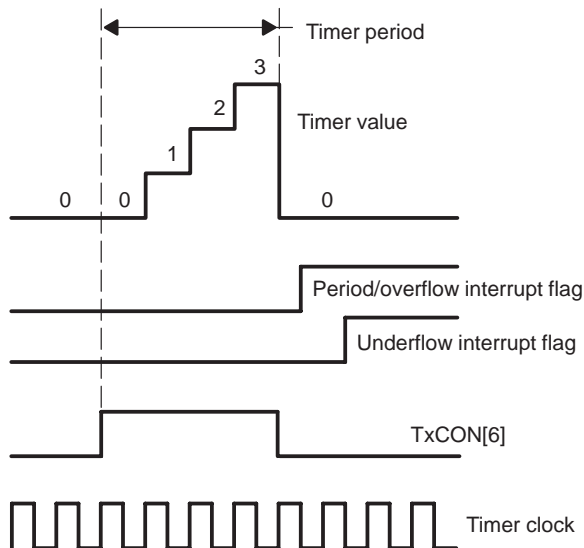 Timer period
3
2
Timer value
1
0 0 0
Period/overflow interrupt flag
Underflow interrupt flag
TxCON[6]
Timer clock